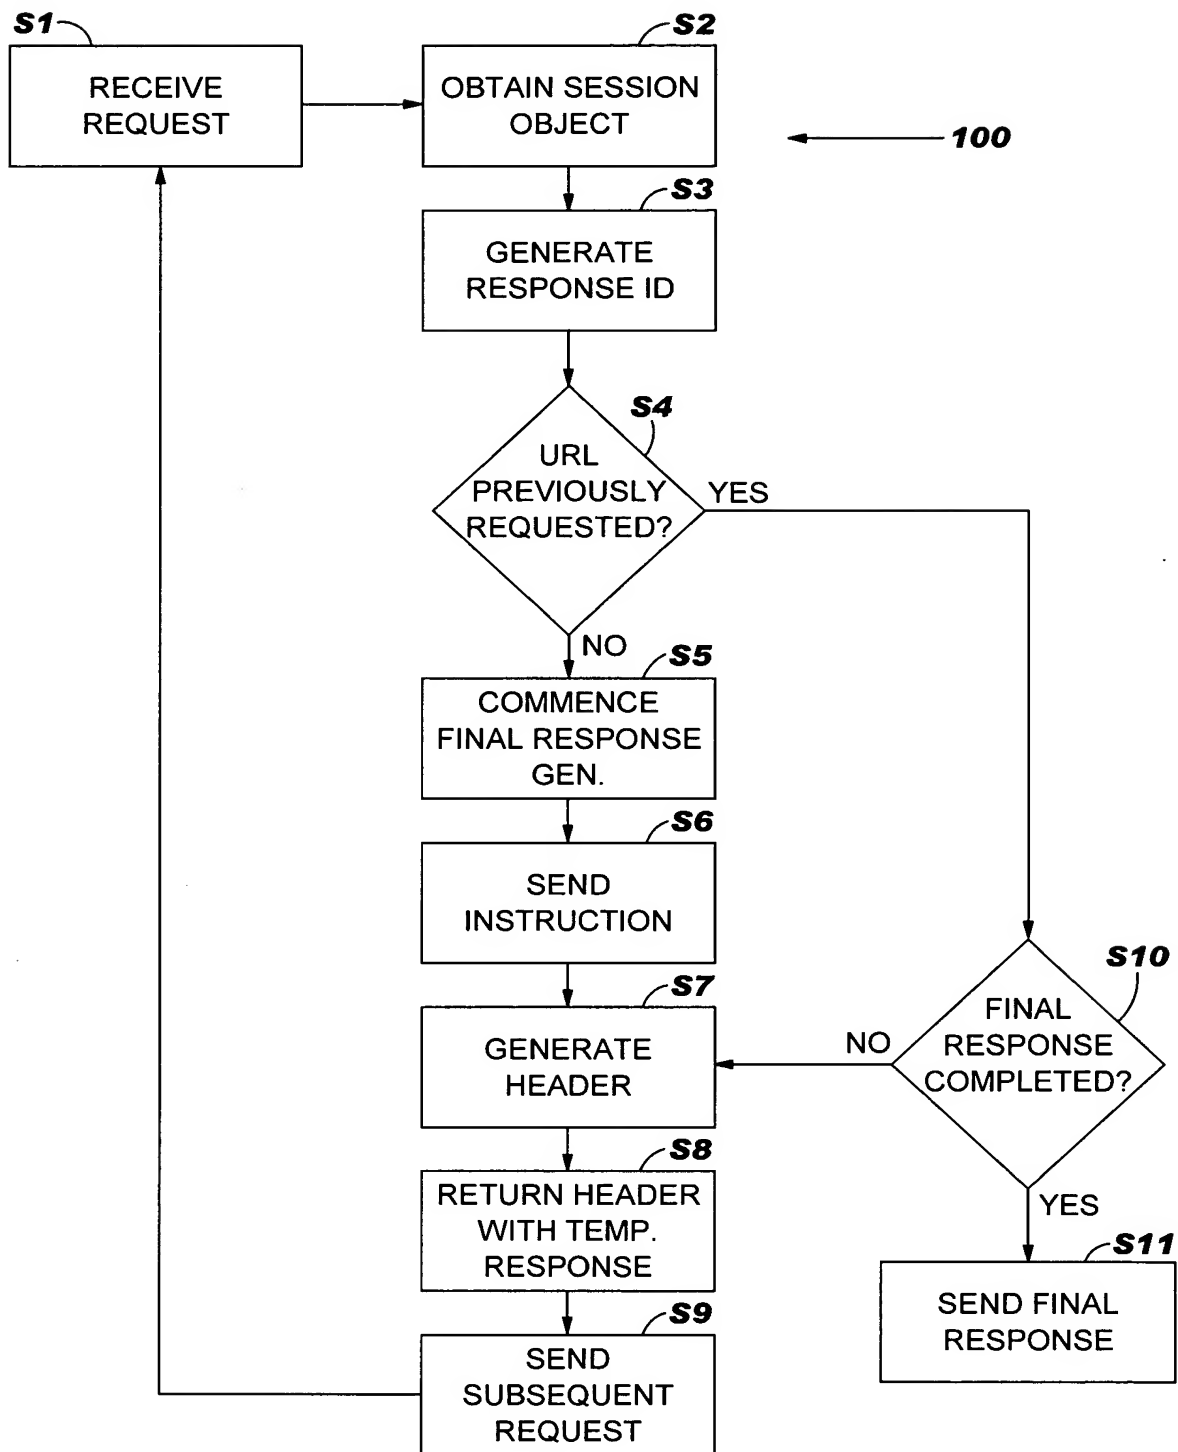 S1
RECEIVE
REQUEST
S2
OBTAIN SESSION
OBJECT
100
S3
GENERATE
RESPONSE ID
S4
URL
PREVIOUSLY
REQUESTED?
YES
NO
S5
COMMENCE
FINAL RESPONSE
GEN.
S6
SEND
INSTRUCTION
S7
GENERATE
HEADER
S8
RETURN HEADER
WITH TEMP.
RESPONSE
S9
SEND
SUBSEQUENT
REQUEST
S10
FINAL
RESPONSE
COMPLETED?
NO
YES
S11
SEND FINAL
RESPONSE